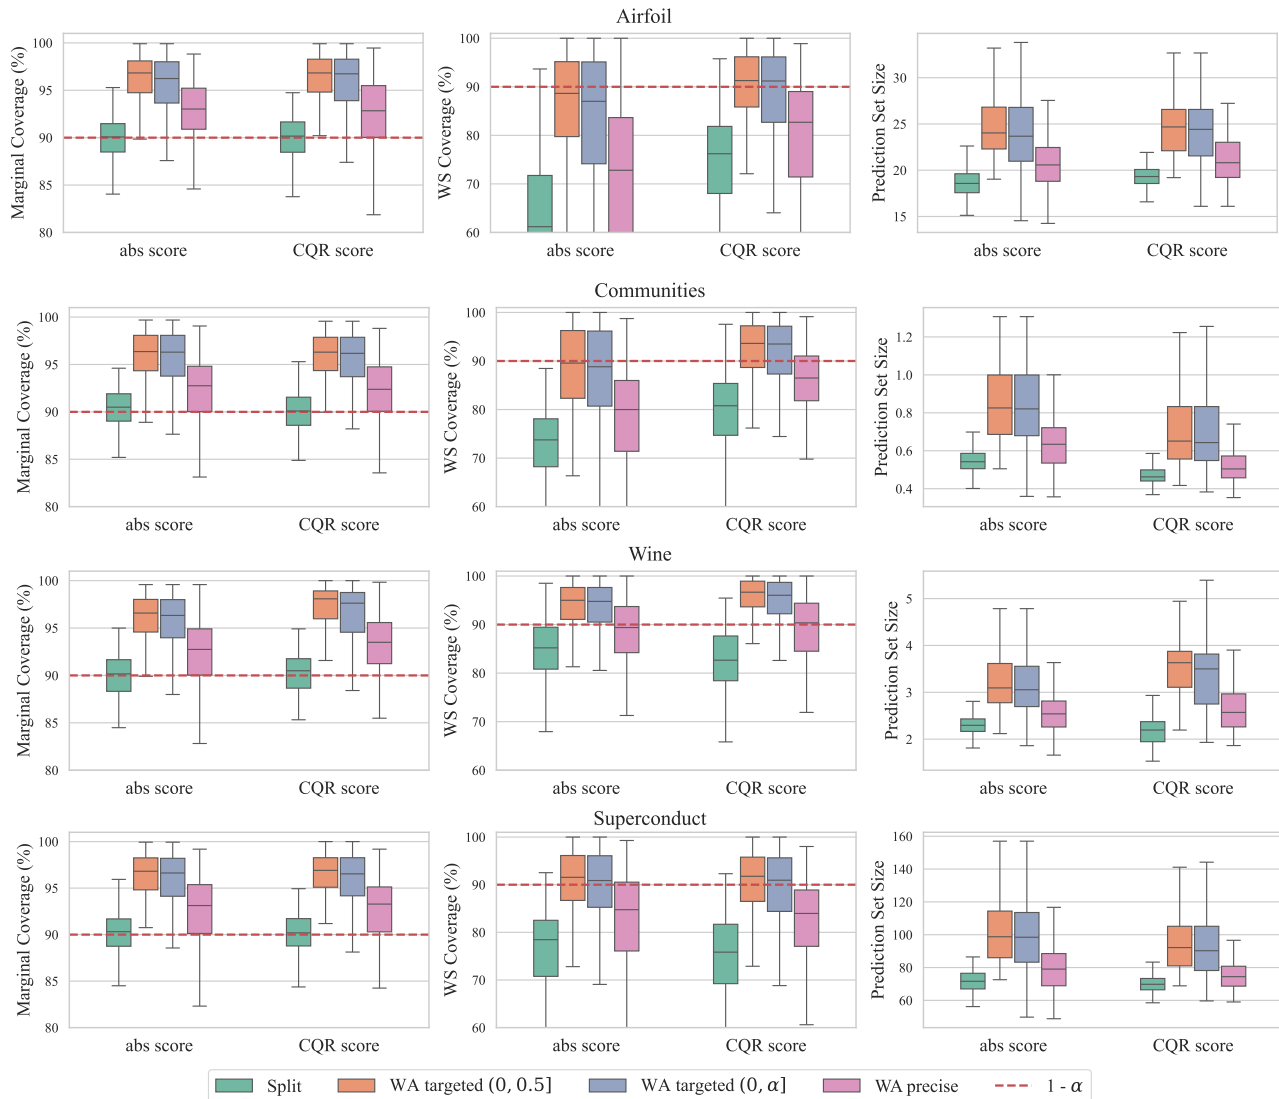 Airfoil
Marginal Coverage (%)
100
95
90
85
80
abs score
CQR score
WS Coverage (%)
100
90
80
70
60
abs score
CQR score
Prediction Set Size
30
25
20
15
abs score
CQR score
Communities
Marginal Coverage (%)
100
95
90
85
80
abs score
CQR score
WS Coverage (%)
100
90
80
70
60
abs score
CQR score
Prediction Set Size
1.2
1.0
0.8
0.6
0.4
abs score
CQR score
Wine
Marginal Coverage (%)
100
95
90
85
80
abs score
CQR score
WS Coverage (%)
100
90
80
70
60
abs score
CQR score
Prediction Set Size
5
4
3
2
abs score
CQR score
Superconduct
Marginal Coverage (%)
100
95
90
85
80
abs score
CQR score
WS Coverage (%)
100
90
80
70
60
abs score
CQR score
Prediction Set Size
160
140
120
100
80
60
abs score
CQR score
Split
WA targeted (0, 0.5]
WA targeted (0, α]
WA precise
1 - α